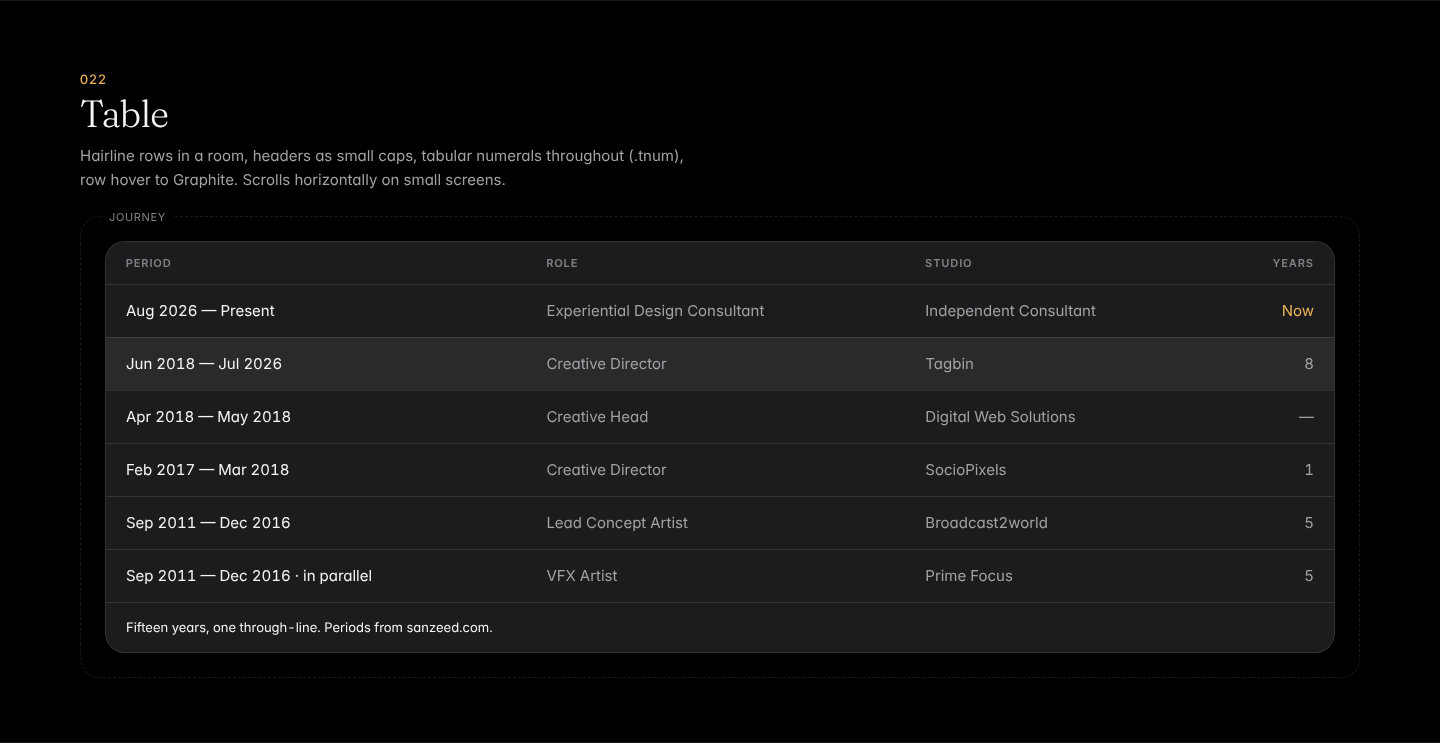 022
Table
Hairline rows in a room, headers as small caps, tabular numerals throughout (.tnum),
row hover to Graphite. Scrolls horizontally on small screens.
JOURNEY
PERIOD ROLE STUDIO YEARS
Aug 2026 — Present Experiential Design Consultant Independent Consultant Now
Jun 2018 — Jul 2026 Creative Director Tagbin 8
Apr 2018 — May 2018 Creative Head Digital Web Solutions —
Feb 2017 — Mar 2018 Creative Director SocioPixels 1
Sep 2011 — Dec 2016 Lead Concept Artist Broadcast2world 5
Sep 2011 — Dec 2016 · in parallel VFX Artist Prime Focus 5
Fifteen years, one through-line. Periods from sanzeed.com.